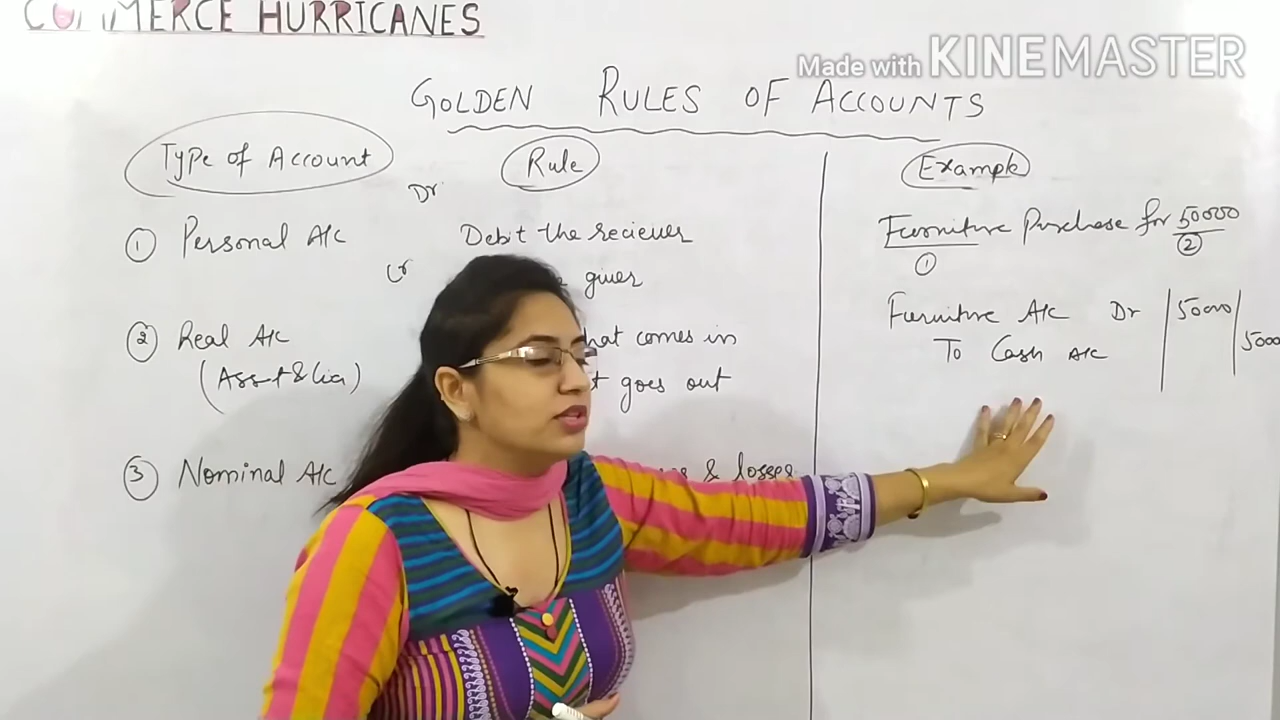 COMMERCE HURRICANES
Made with KINEMASTER
GOLDEN RULES OF ACCOUNTS
Type of Account
Rule
Example
Dr
① Personal A/c
Debit the reciever
Cr
giver
② Real A/c
(Asset & Lia)
what comes in
goes out
③ Nominal A/c
& losses
Furniture Purchase for 50000
① ②
Furniture A/c Dr 50000
To Cash A/c 5000